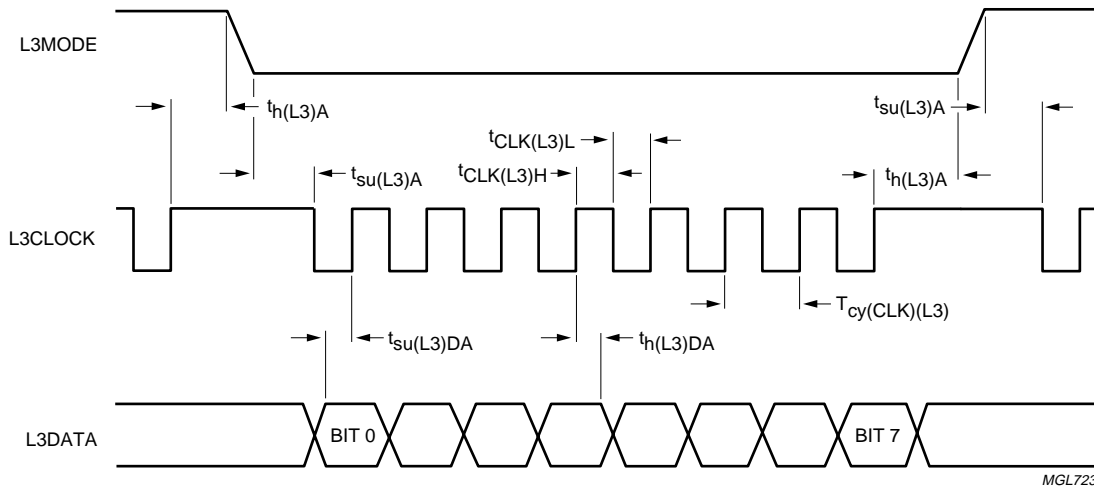 L3MODE
th(L3)A
tsu(L3)A
tCLK(L3)L
tsu(L3)A
tCLK(L3)H
th(L3)A
L3CLOCK
Tcy(CLK)(L3)
tsu(L3)DA
th(L3)DA
L3DATA
BIT 0
BIT 7
MGL723